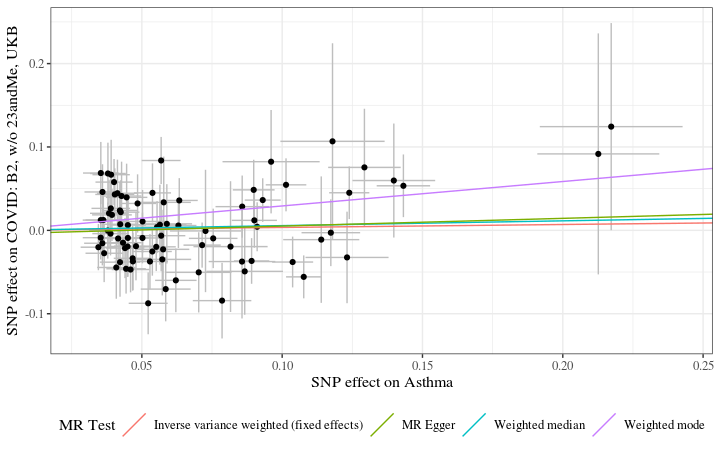 SNP effect on COVID: B2, w/o 23andMe, UKB
0.2
0.1
0.0
-0.1
0.05
0.10
0.15
0.20
0.25
SNP effect on Asthma
MR Test
Inverse variance weighted (fixed effects)
MR Egger
Weighted median
Weighted mode